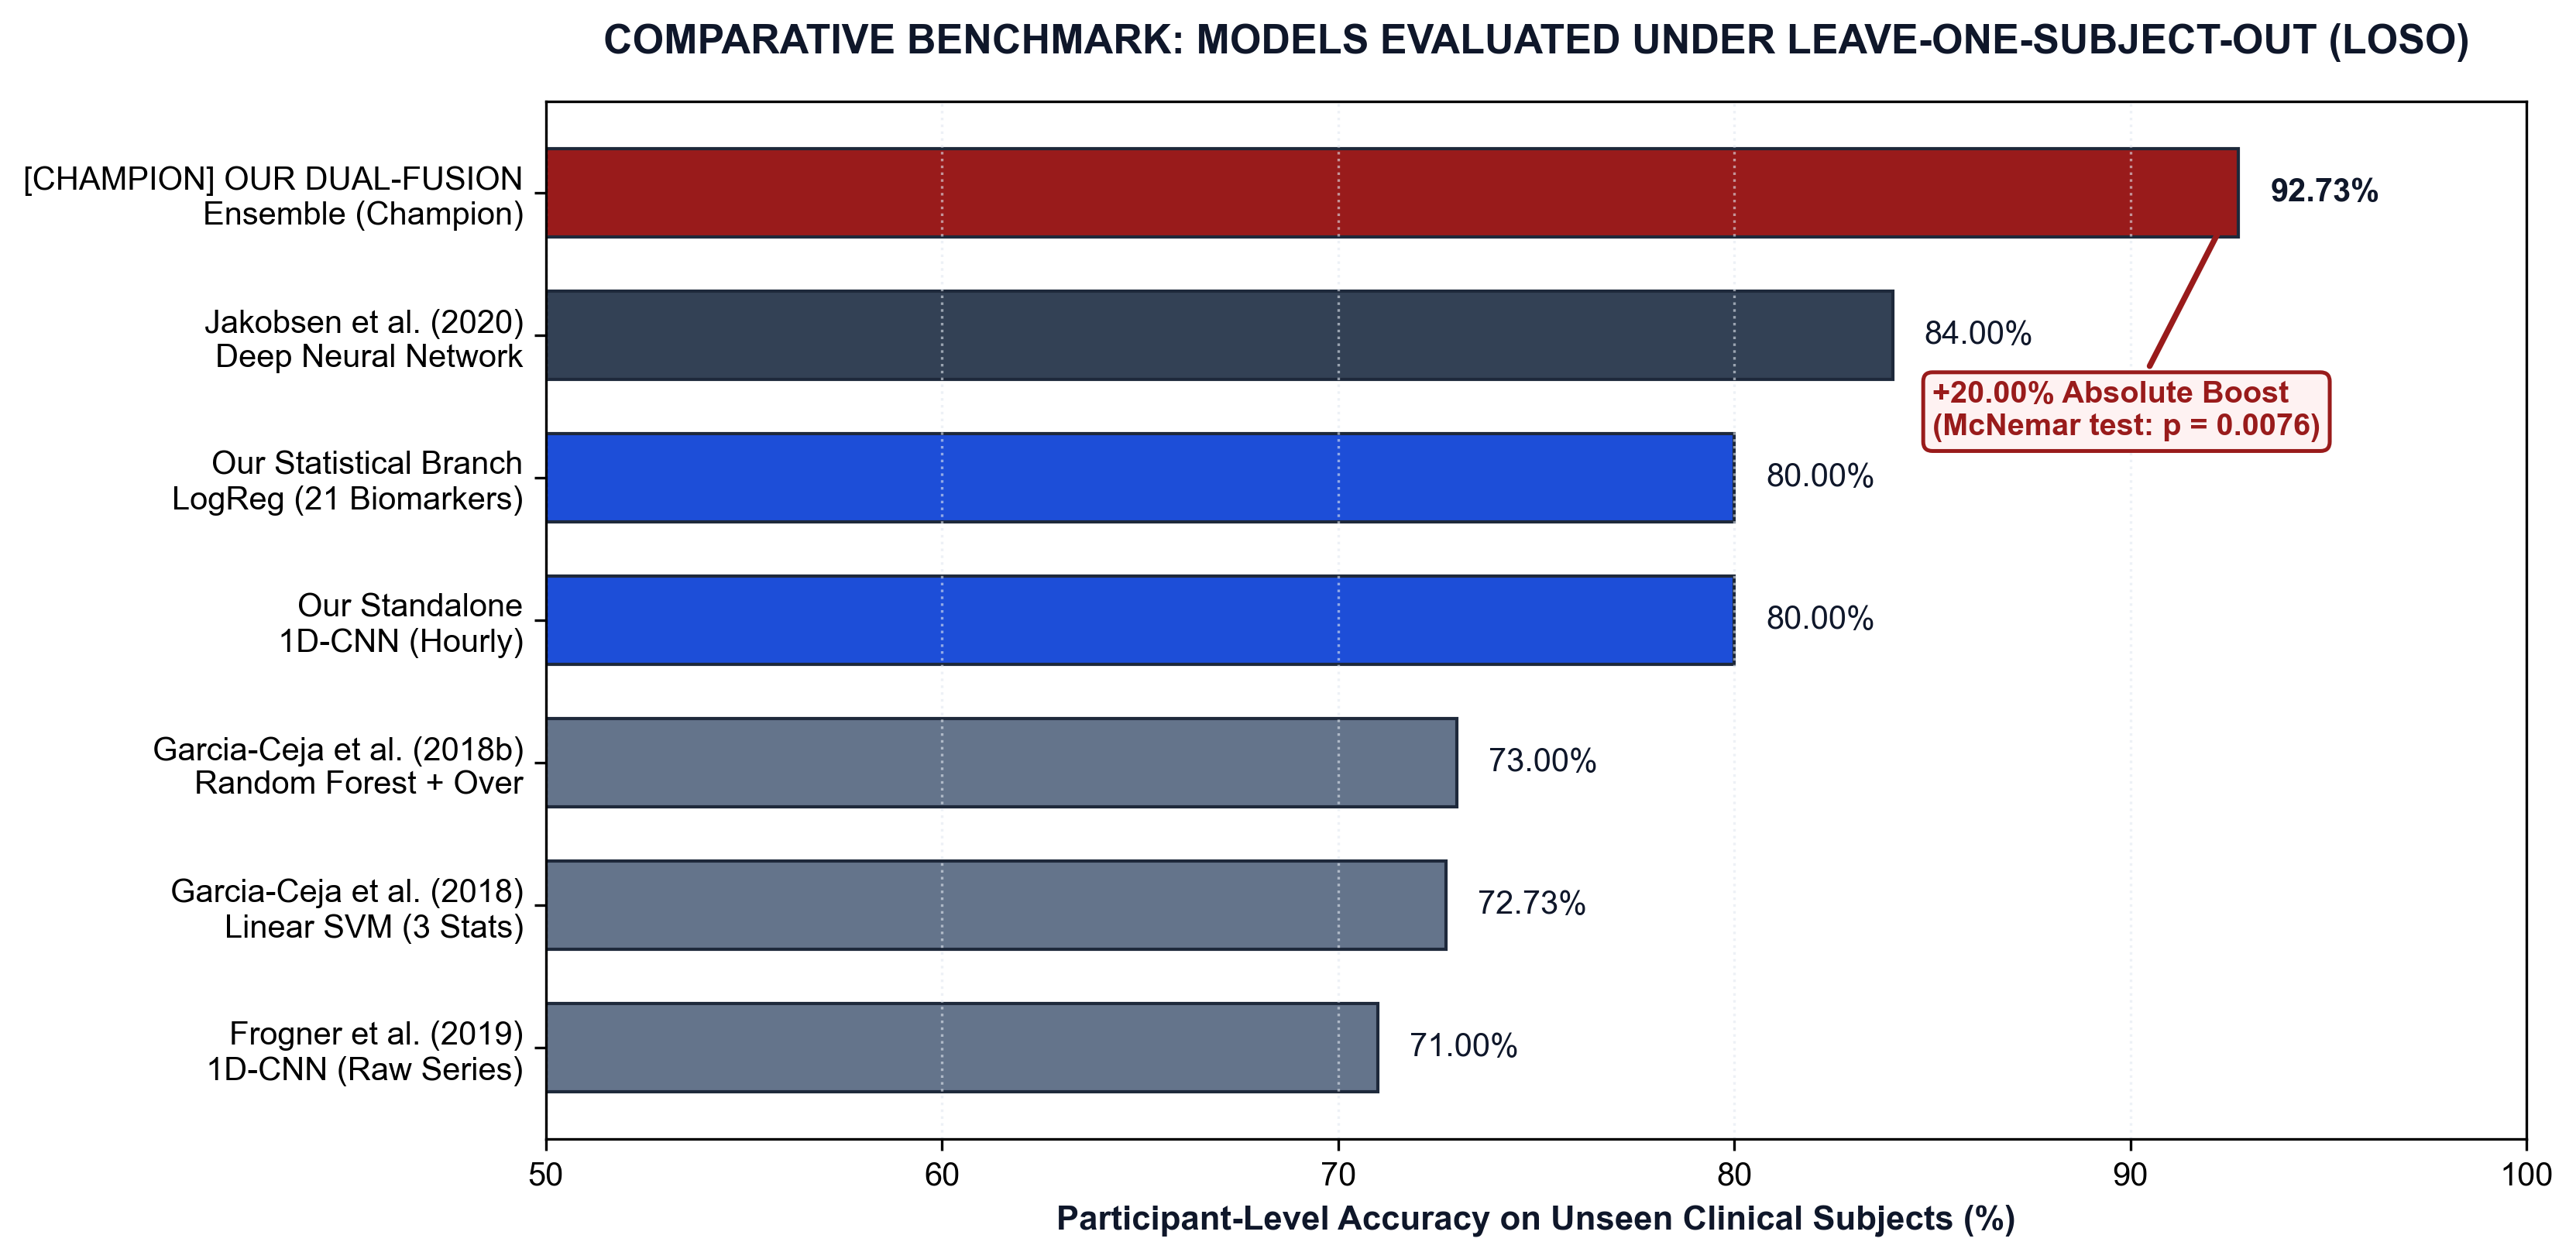 COMPARATIVE BENCHMARK: MODELS EVALUATED UNDER LEAVE-ONE-SUBJECT-OUT (LOSO)
[CHAMPION] OUR DUAL-FUSION
Ensemble (Champion)
92.73%
Jakobsen et al. (2020)
Deep Neural Network
84.00%
+20.00% Absolute Boost
(McNemar test: p = 0.0076)
Our Statistical Branch
LogReg (21 Biomarkers)
80.00%
Our Standalone
1D-CNN (Hourly)
80.00%
Garcia-Ceja et al. (2018b)
Random Forest + Over
73.00%
Garcia-Ceja et al. (2018)
Linear SVM (3 Stats)
72.73%
Frogner et al. (2019)
1D-CNN (Raw Series)
71.00%
50 60 70 80 90 100
Participant-Level Accuracy on Unseen Clinical Subjects (%)